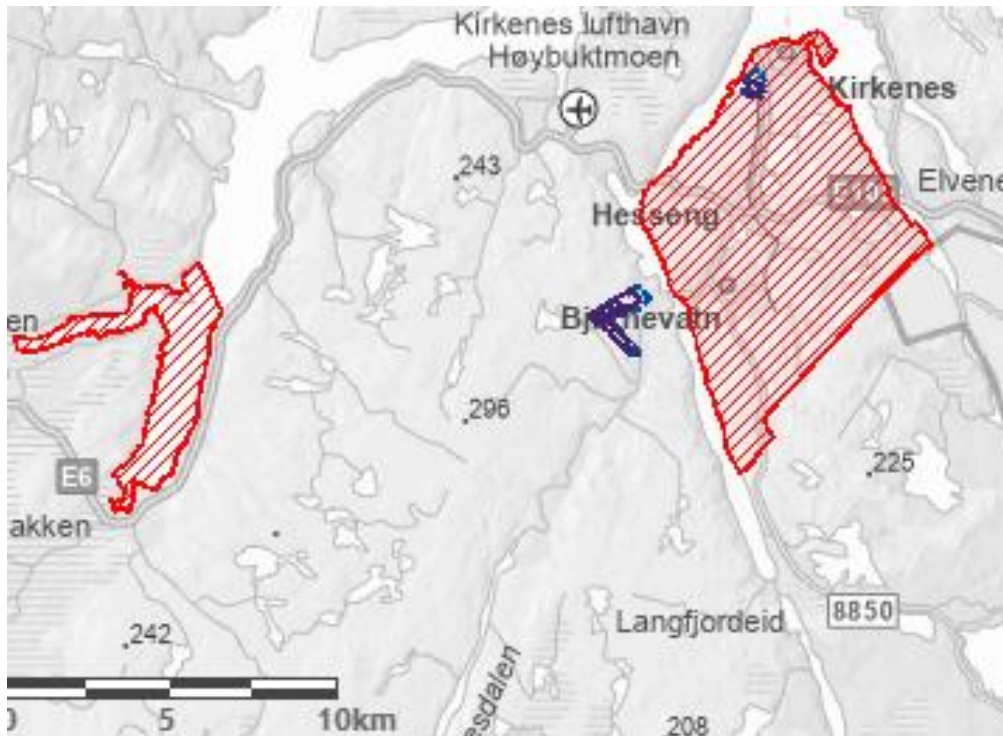 Kirkenes lufthavn
Høybuktmoen
Kirkenes
243
Elvene
Hesseng
en
Bjørnevatn
296
E6
225
akken
8850
Langfjordeid
242
esdalen
0 5 10km
208